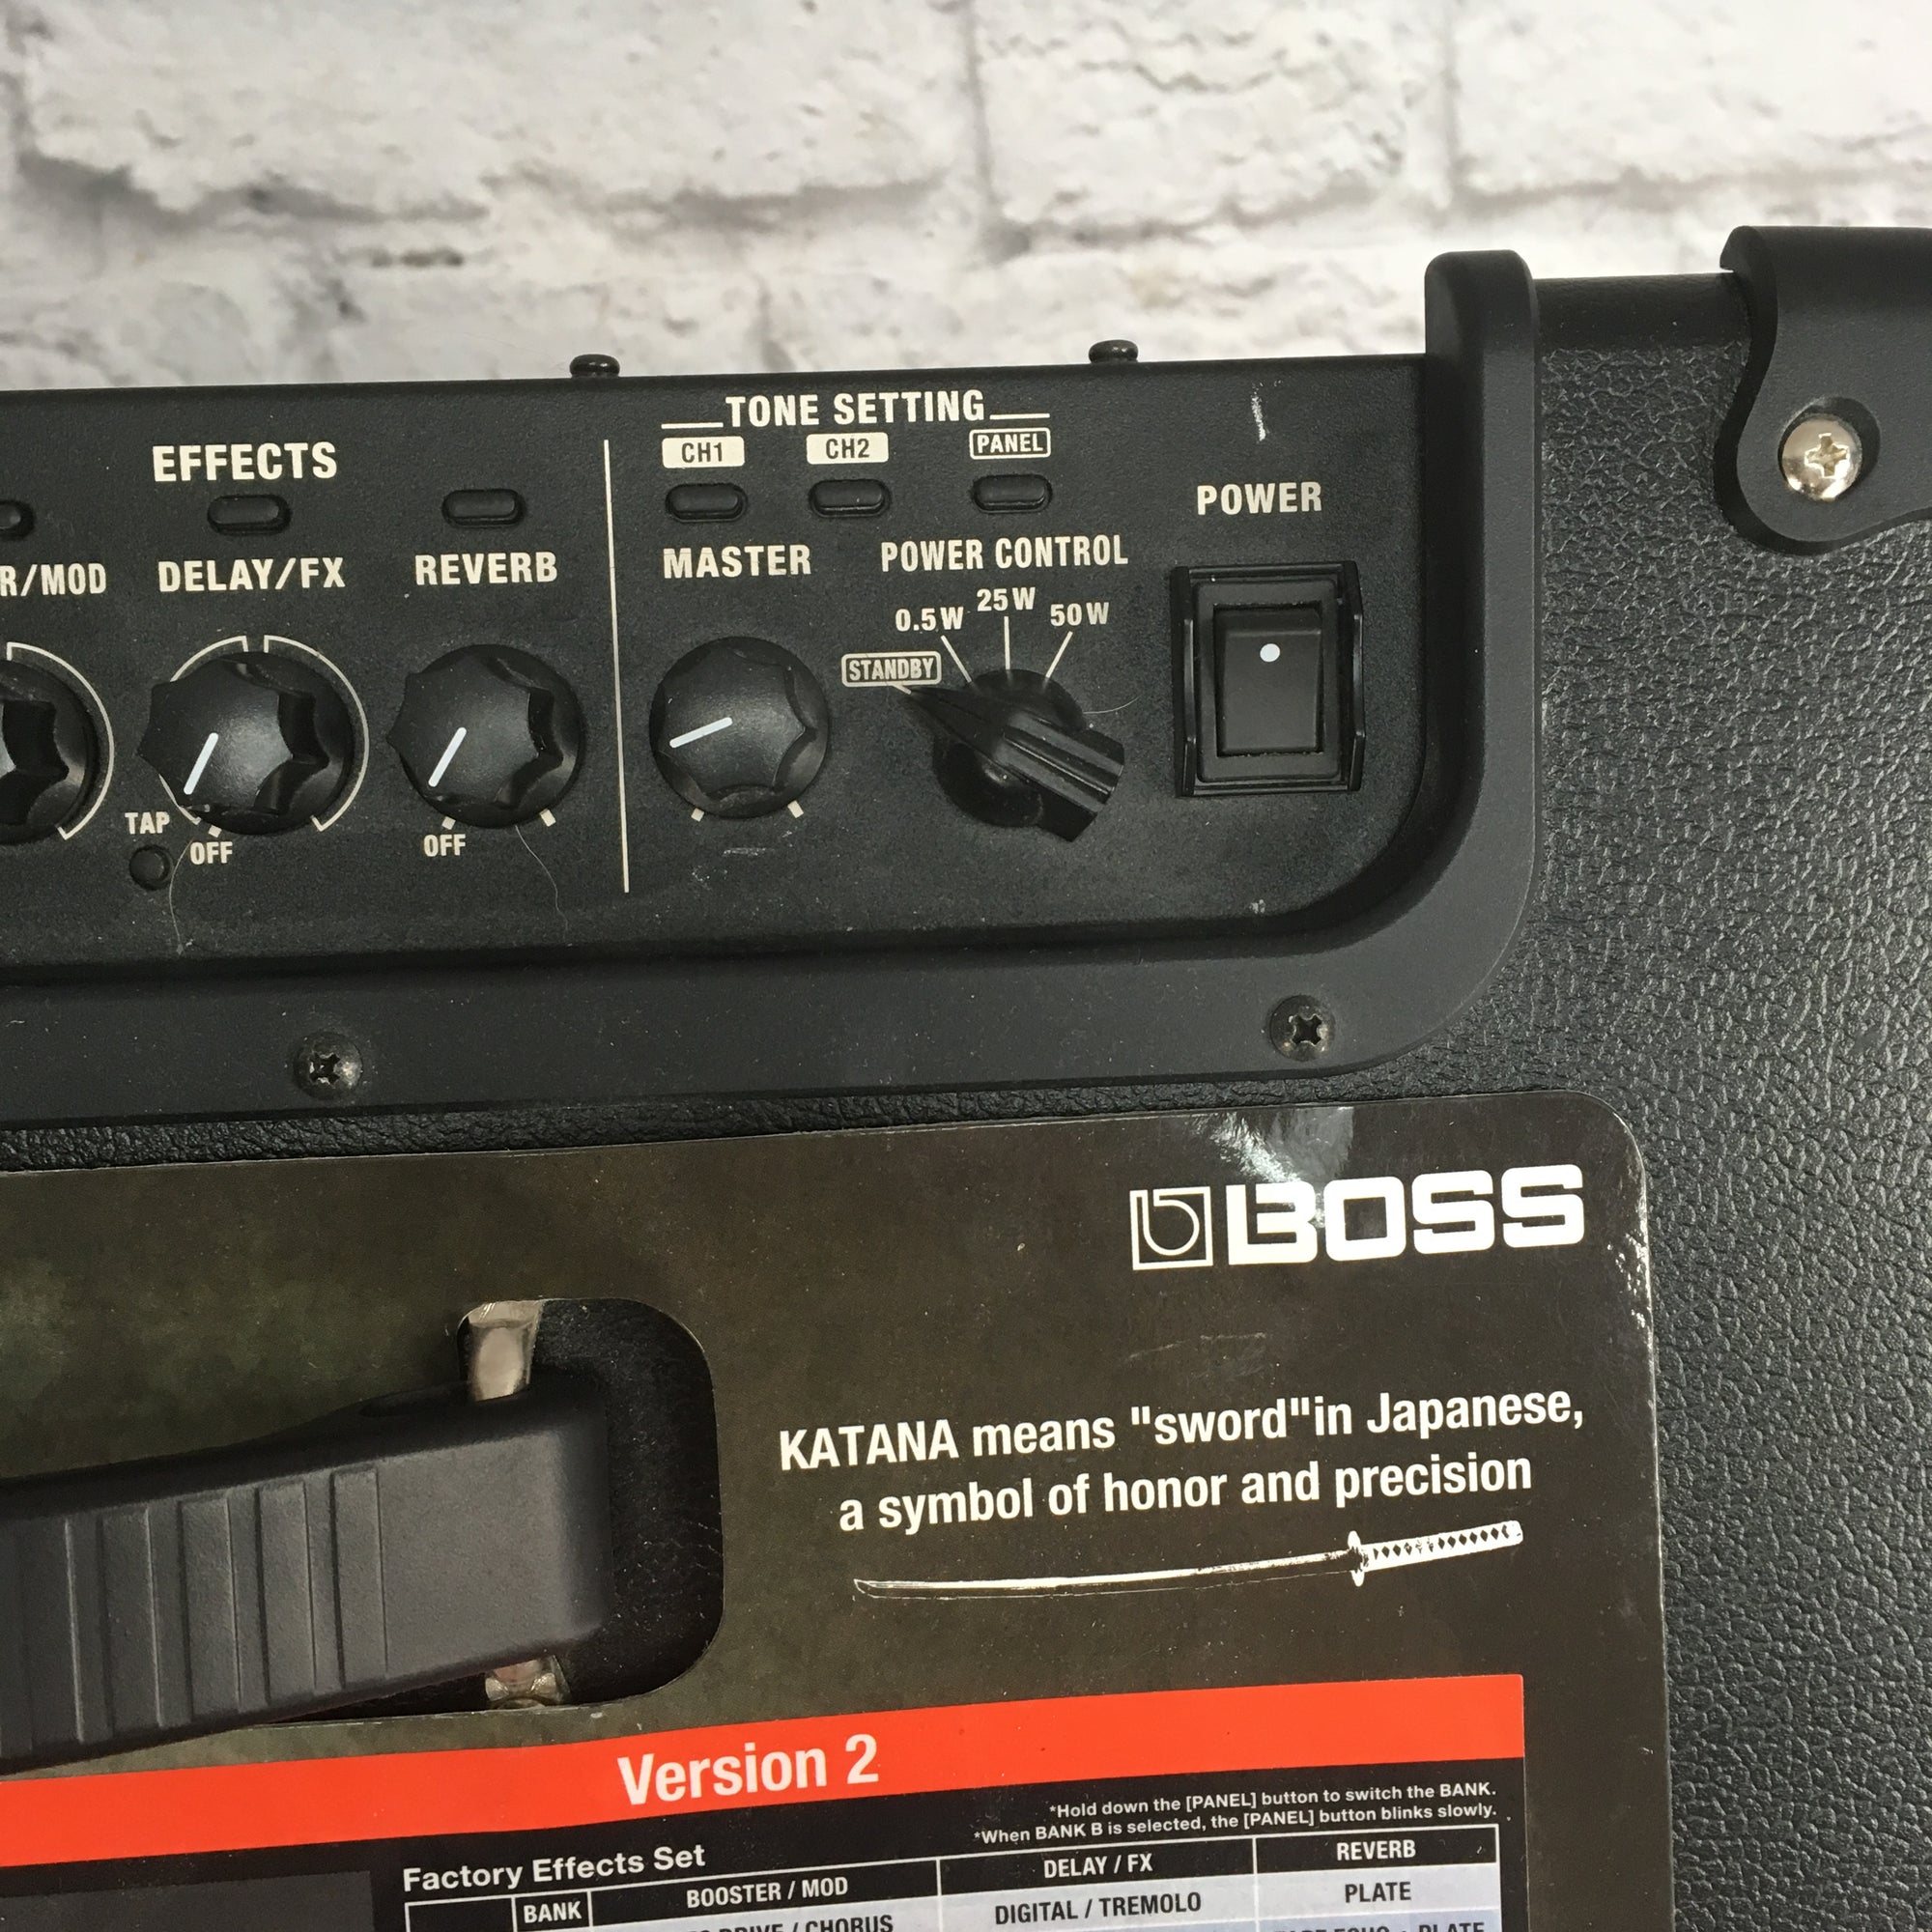 TONE SETTING
CH1 CH2 PANEL
EFFECTS
POWER
R/MOD DELAY/FX REVERB MASTER POWER CONTROL
0.5W 25W 50W
STANDBY
TAP
OFF OFF
BOSS
KATANA means "sword"in Japanese,
a symbol of honor and precision
Version 2
*Hold down the [PANEL] button to switch the BANK.
*When BANK B is selected, the [PANEL] button blinks slowly.
Factory Effects Set
BANK BOOSTER / MOD DELAY / FX REVERB
DRIVE / CHORUS DIGITAL / TREMOLO PLATE
PLATE